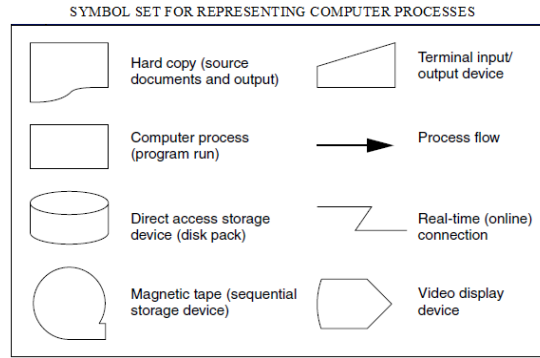 SYMBOL SET FOR REPRESENTING COMPUTER PROCESSES
Hard copy (source
documents and output)
Terminal input/
output device
Computer process
(program run)
Process flow
Direct access storage
device (disk pack)
Real-time (online)
connection
Magnetic tape (sequential
storage device)
Video display
device